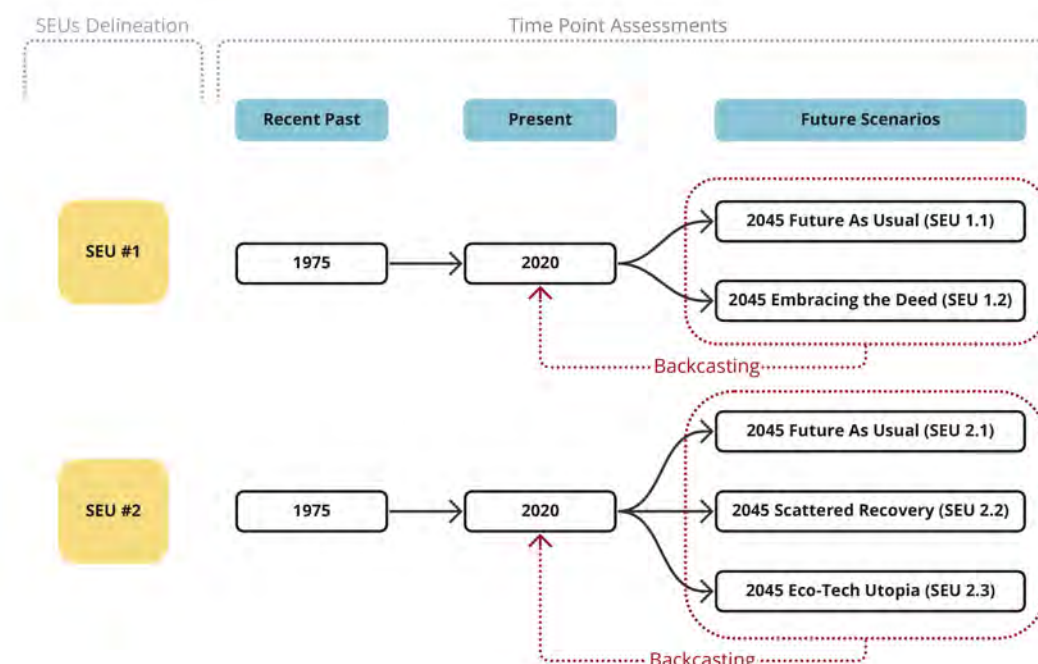 SEUs Delineation
Time Point Assessments
Recent Past
Present
Future Scenarios
SEU #1
1975
2020
2045 Future As Usual (SEU 1.1)
2045 Embracing the Deed (SEU 1.2)
Backcasting
SEU #2
1975
2020
2045 Future As Usual (SEU 2.1)
2045 Scattered Recovery (SEU 2.2)
2045 Eco-Tech Utopia (SEU 2.3)
Backcasting